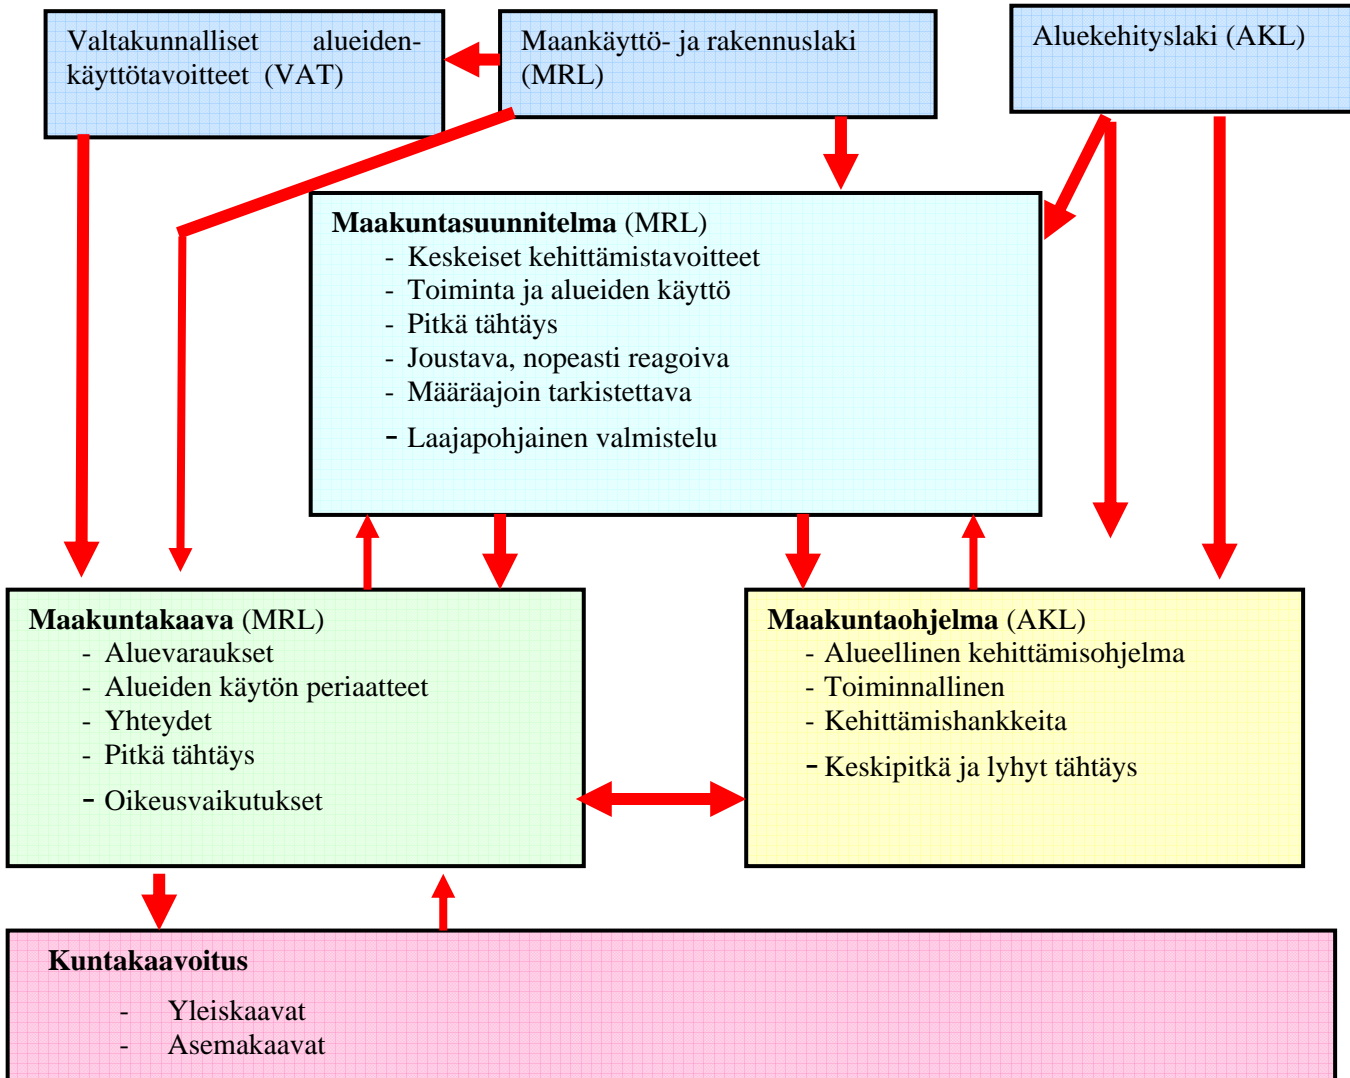 Valtakunnalliset alueiden-
käyttötavoitteet (VAT)
Maankäyttö- ja rakennuslaki
(MRL)
Aluekehityslaki (AKL)
Maakuntasuunnitelma (MRL)
- Keskeiset kehittämistavoitteet
- Toiminta ja alueiden käyttö
- Pitkä tähtäys
- Joustava, nopeasti reagoiva
- Määräajoin tarkistettava
- Laajapohjainen valmistelu
Maakuntakaava (MRL)
- Aluevaraukset
- Alueiden käytön periaatteet
- Yhteydet
- Pitkä tähtäys
- Oikeusvaikutukset
Maakuntaohjelma (AKL)
- Alueellinen kehittämisohjelma
- Toiminnallinen
- Kehittämishankkeita
- Keskipitkä ja lyhyt tähtäys
Kuntakaavoitus
- Yleiskaavat
- Asemakaavat